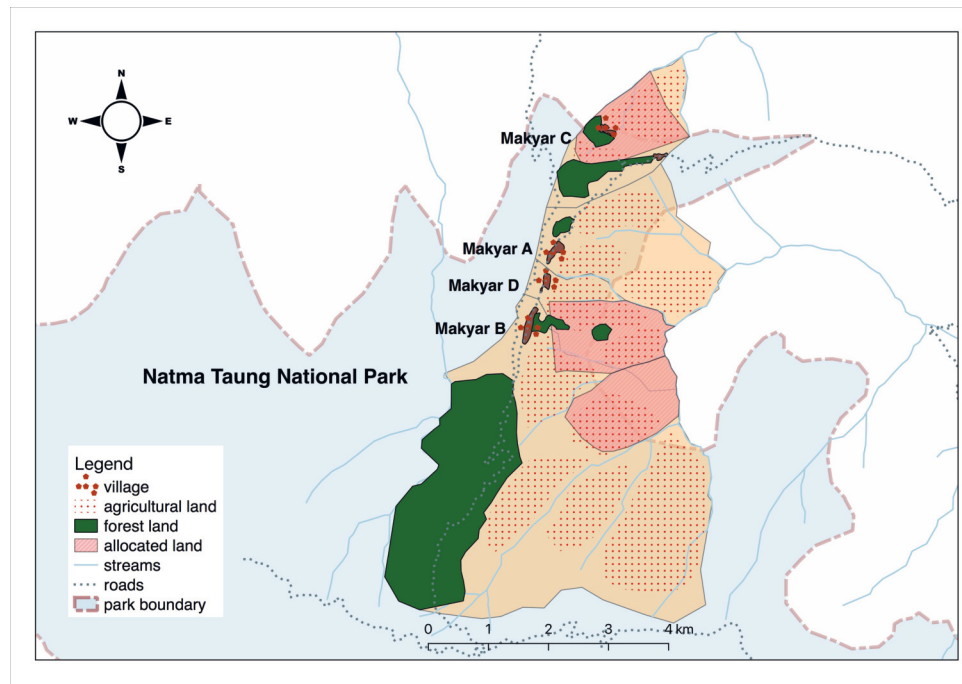 N
W E
S
Makyar C
Makyar A
Makyar D
Makyar B
Natma Taung National Park
Legend
village
agricultural land
forest land
allocated land
streams
roads
park boundary
0 1 2 3 4 km